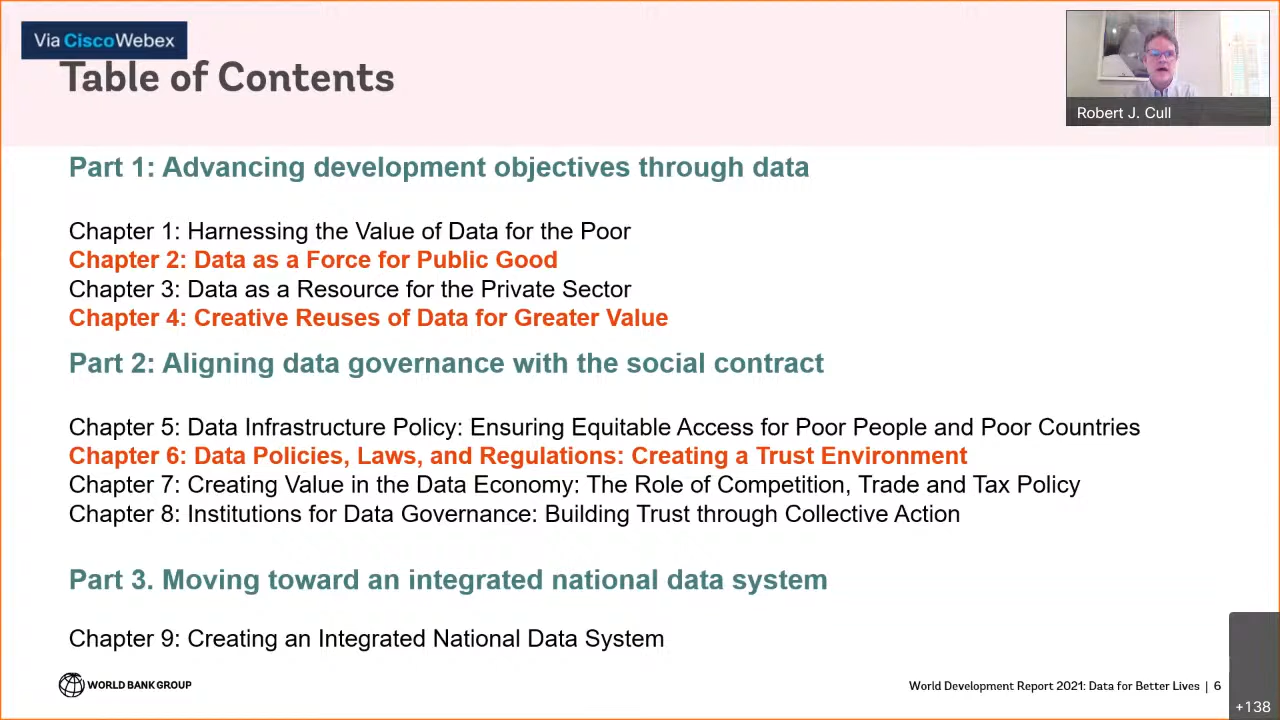 Via CiscoWebex
Table of Contents
Robert J. Cull
Part 1: Advancing development objectives through data
Chapter 1: Harnessing the Value of Data for the Poor
Chapter 2: Data as a Force for Public Good
Chapter 3: Data as a Resource for the Private Sector
Chapter 4: Creative Reuses of Data for Greater Value
Part 2: Aligning data governance with the social contract
Chapter 5: Data Infrastructure Policy: Ensuring Equitable Access for Poor People and Poor Countries
Chapter 6: Data Policies, Laws, and Regulations: Creating a Trust Environment
Chapter 7: Creating Value in the Data Economy: The Role of Competition, Trade and Tax Policy
Chapter 8: Institutions for Data Governance: Building Trust through Collective Action
Part 3. Moving toward an integrated national data system
Chapter 9: Creating an Integrated National Data System
WORLD BANK GROUP
World Development Report 2021: Data for Better Lives | 6
+138